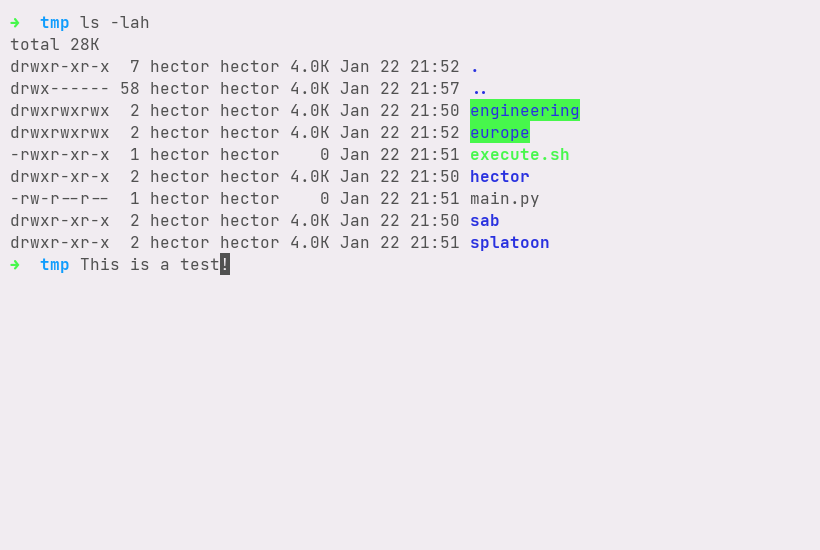 ➜  tmp ls -lah
total 28K
drwxr-xr-x  7 hector hector 4.0K Jan 22 21:52 .
drwx------ 58 hector hector 4.0K Jan 22 21:57 ..
drwxrwxrwx  2 hector hector 4.0K Jan 22 21:50 engineering
drwxrwxrwx  2 hector hector 4.0K Jan 22 21:52 europe
-rwxr-xr-x  1 hector hector    0 Jan 22 21:51 execute.sh
drwxr-xr-x  2 hector hector 4.0K Jan 22 21:50 hector
-rw-r--r--  1 hector hector    0 Jan 22 21:51 main.py
drwxr-xr-x  2 hector hector 4.0K Jan 22 21:50 sab
drwxr-xr-x  2 hector hector 4.0K Jan 22 21:51 splatoon
➜  tmp This is a test!